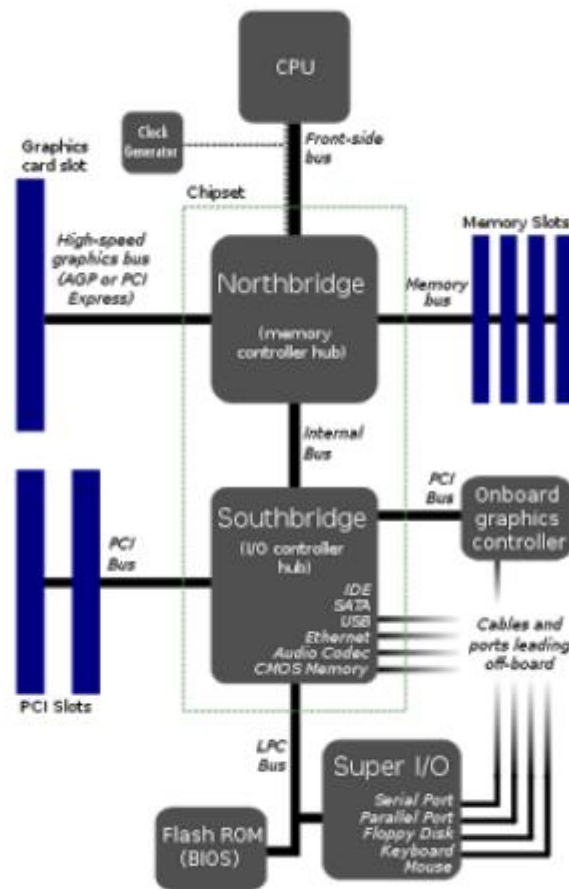 CPU
Clock
Generator
Front-side
bus
Graphics
card slot
Chipset
High-speed
graphics bus
(AGP or PCI
Express)
Northbridge
(memory
controller hub)
Memory
bus
Memory Slots
Internal
Bus
PCI
Bus
Onboard
graphics
controller
Southbridge
(I/O controller
hub)
PCI
Bus
IDE
SATA
USB
Ethernet
Audio Codec
CMOS Memory
Cables and
ports leading
off-board
PCI Slots
LPC
Bus
Super I/O
Serial Port
Parallel Port
Floppy Disk
Keyboard
Mouse
Flash ROM
(BIOS)